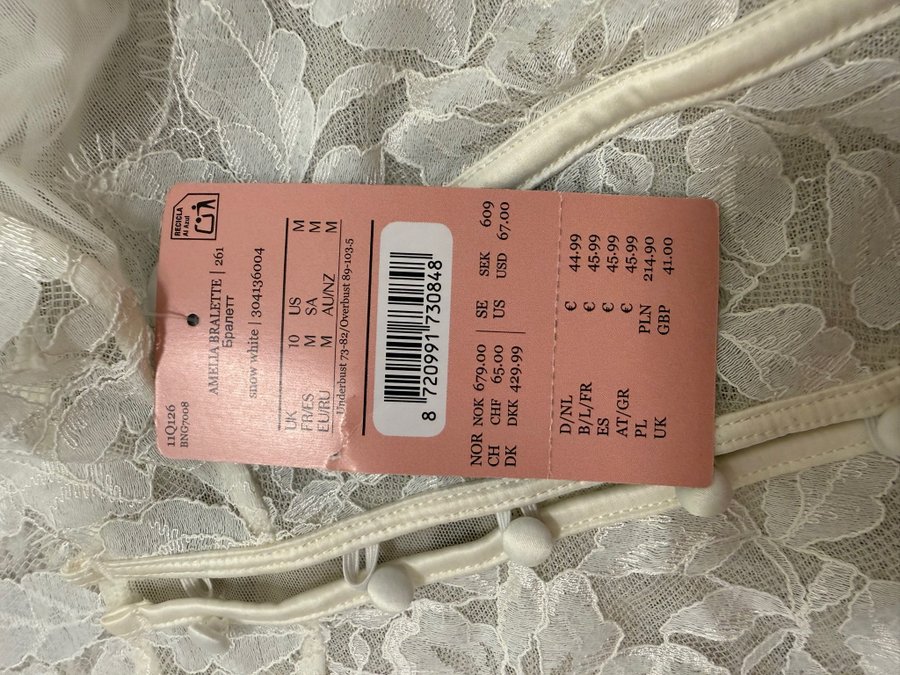 11Q126
BNG7008
RECICLA
Al Azul
AMELIA BRALETTE | 261
Бралетт
snow white | 304136004
UK 10 US M
FR/ES M SA M
EU/RU M AU/NZ M
Underbust 73-82/Overbust 89-103.5
8 720991 730848
NOR NOK 679.00 | SE SEK 609
CH CHF 65.00 | US USD 67.00
DK DKK 429.99
D/NL € 44.99
B/L/FR € 45.99
ES € 45.99
AT/GR € 45.99
PL PLN 214.90
UK GBP 41.00